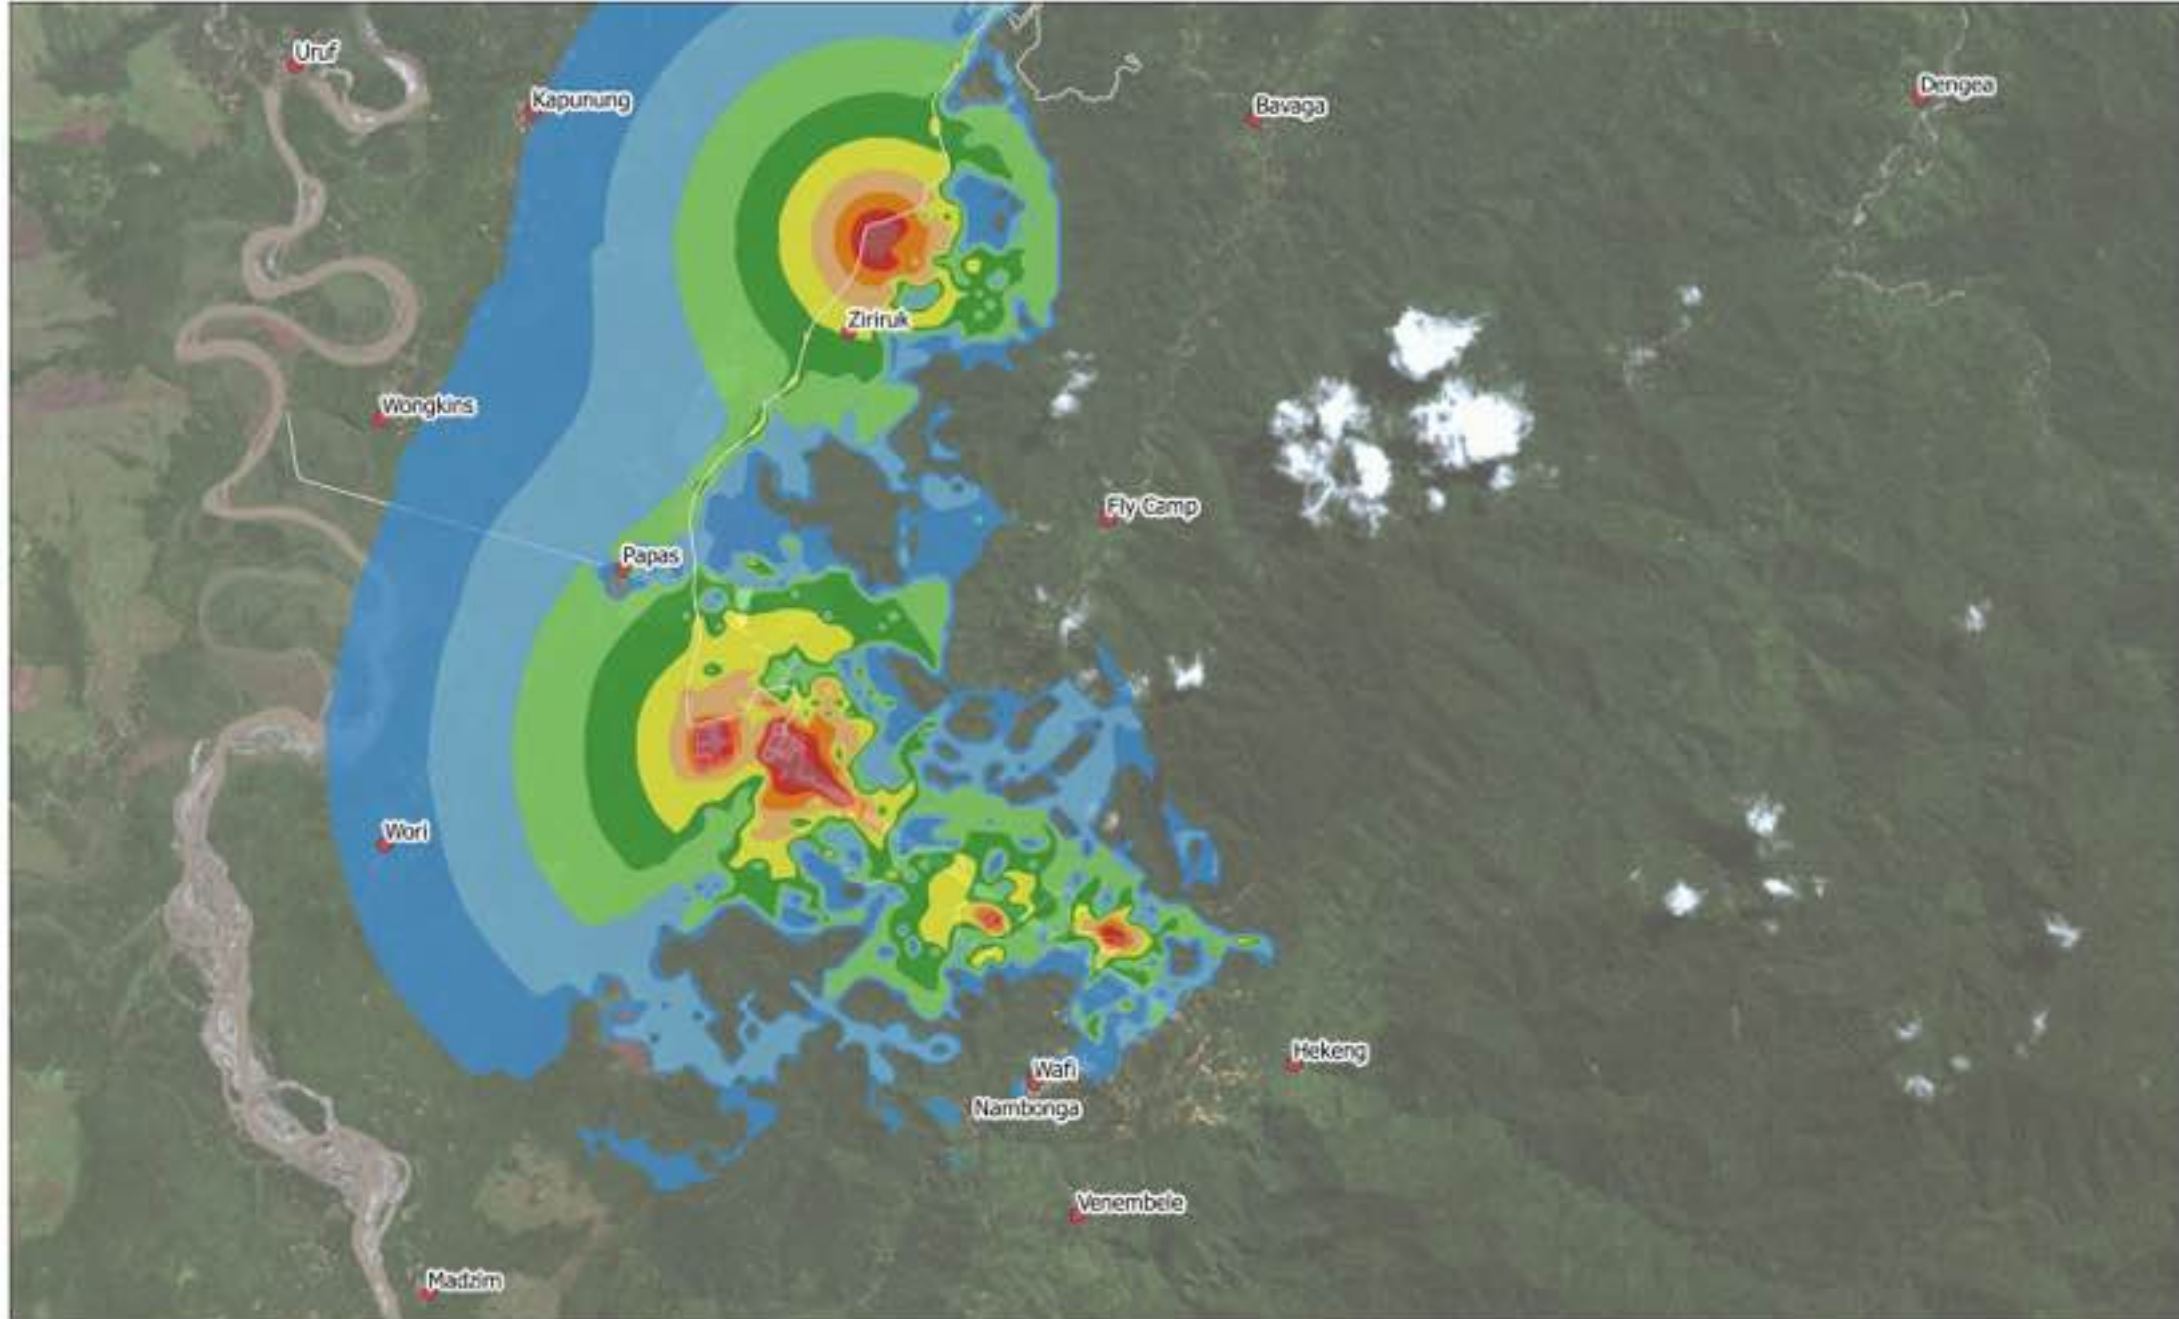 Uruf
Kapunung
Bavaga
Dengea
Ziriruk
Wongkins
Fly Camp
Papas
Wori
Hekeng
Wafi
Nambonga
Venembele
Madzim